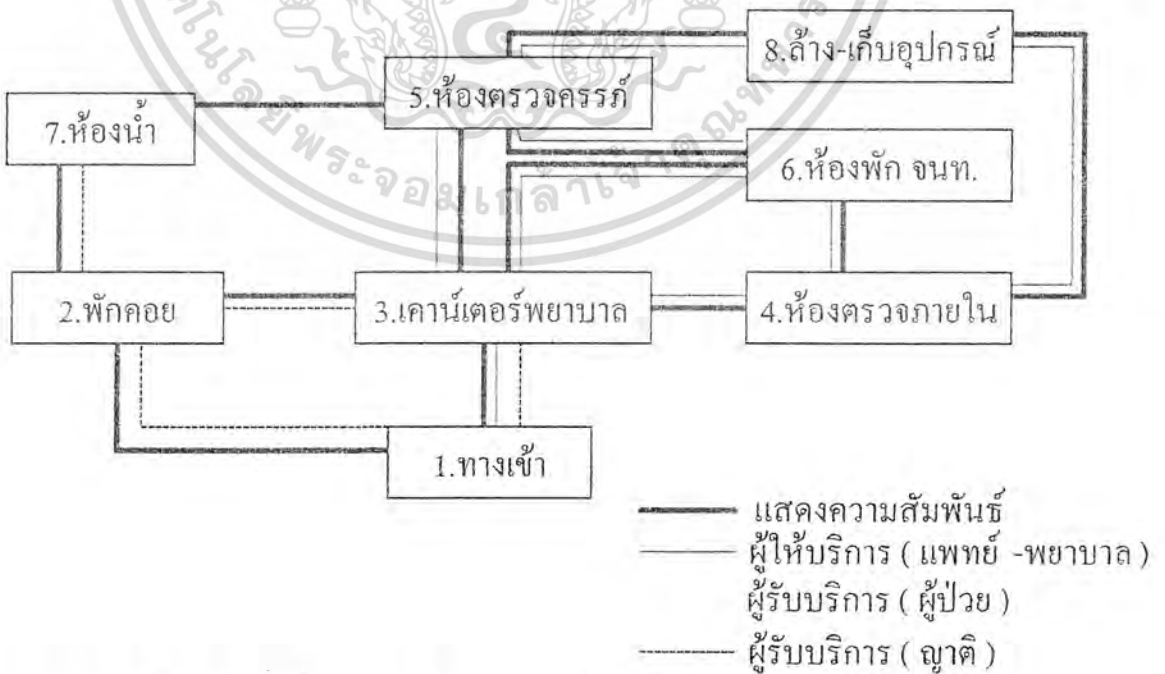 8.ล้าง-เก็บอุปกรณ์
5.ห้องตรวจครรภ์
7.ห้องน้ำ
6.ห้องพัก จนท.
2.พักคอย
3.เคาน์เตอร์พยาบาล
4.ห้องตรวจภายใน
1.ทางเข้า
แสดงความสัมพันธ์
ผู้ให้บริการ ( แพทย์ -พยาบาล )
ผู้รับบริการ ( ผู้ป่วย )
ผู้รับบริการ ( ญาติ )